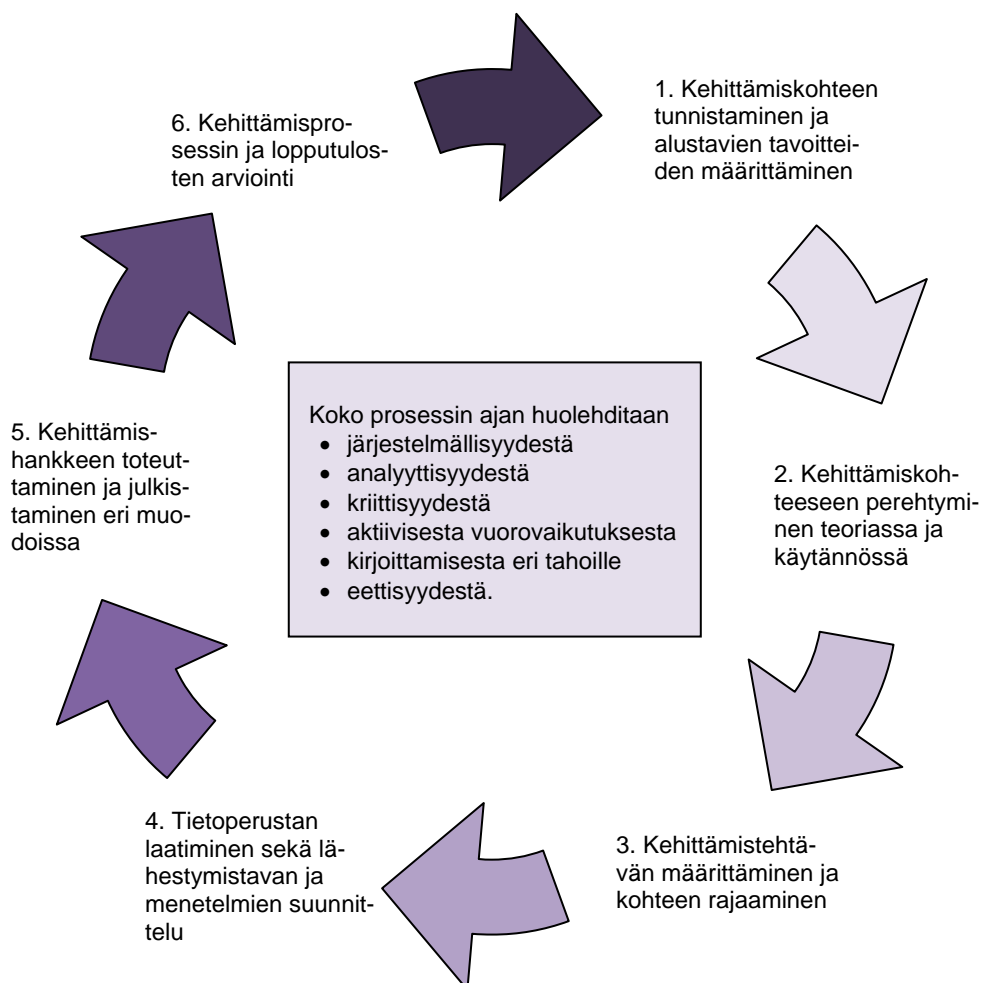 1. Kehittämiskohteen
tunnistaminen ja
alustavien tavoittei-
den määrittäminen
2. Kehittämiskoh-
teeseen perehtymi-
nen teoriassa ja
käytännössä
3. Kehittämistehtä-
vän määrittäminen ja
kohteen rajaaminen
4. Tietoperustan
laatiminen sekä lä-
hestymistavan ja
menetelmien suunnit-
telu
5. Kehittämis-
hankkeen toteut-
taminen ja julkis-
taminen eri muo-
doissa
6. Kehittämispro-
sessin ja lopputulos-
ten arviointi
Koko prosessin ajan huolehditaan
• järjestelmällisyydestä
• analyyttisyydestä
• kriittisyydestä
• aktiivisesta vuorovaikutuksesta
• kirjoittamisesta eri tahoille
• eettisyydestä.